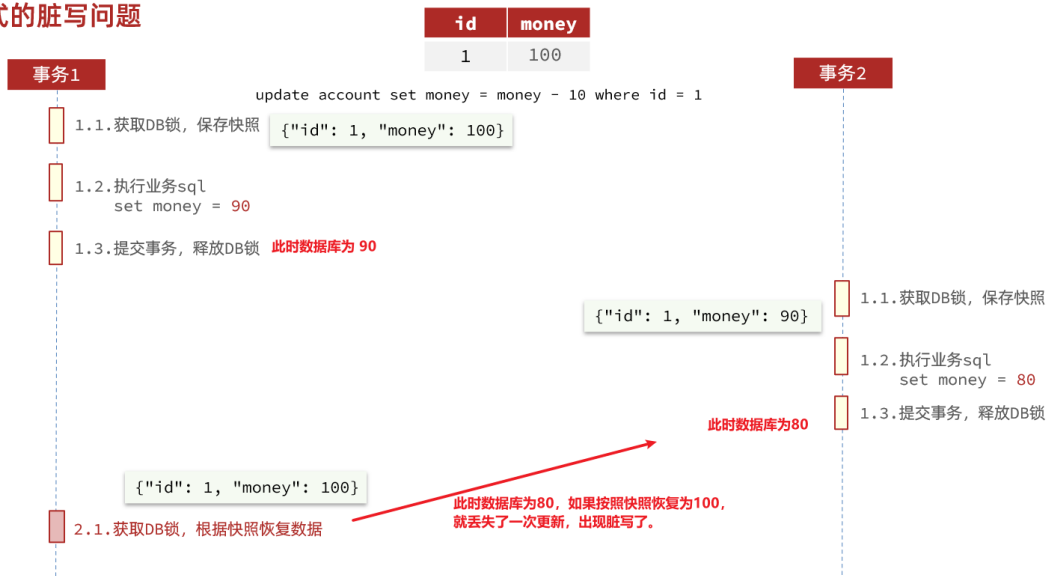 式的脏写问题
id money
1 100
事务1
事务2
update account set money = money - 10 where id = 1
1.1.获取DB锁，保存快照
{"id": 1, "money": 100}
1.2.执行业务sql
set money = 90
1.3.提交事务，释放DB锁
此时数据库为 90
1.1.获取DB锁，保存快照
{"id": 1, "money": 90}
1.2.执行业务sql
set money = 80
1.3.提交事务，释放DB锁
此时数据库为80
{"id": 1, "money": 100}
此时数据库为80，如果按照快照恢复为100，
就丢失了一次更新，出现脏写了。
2.1.获取DB锁，根据快照恢复数据